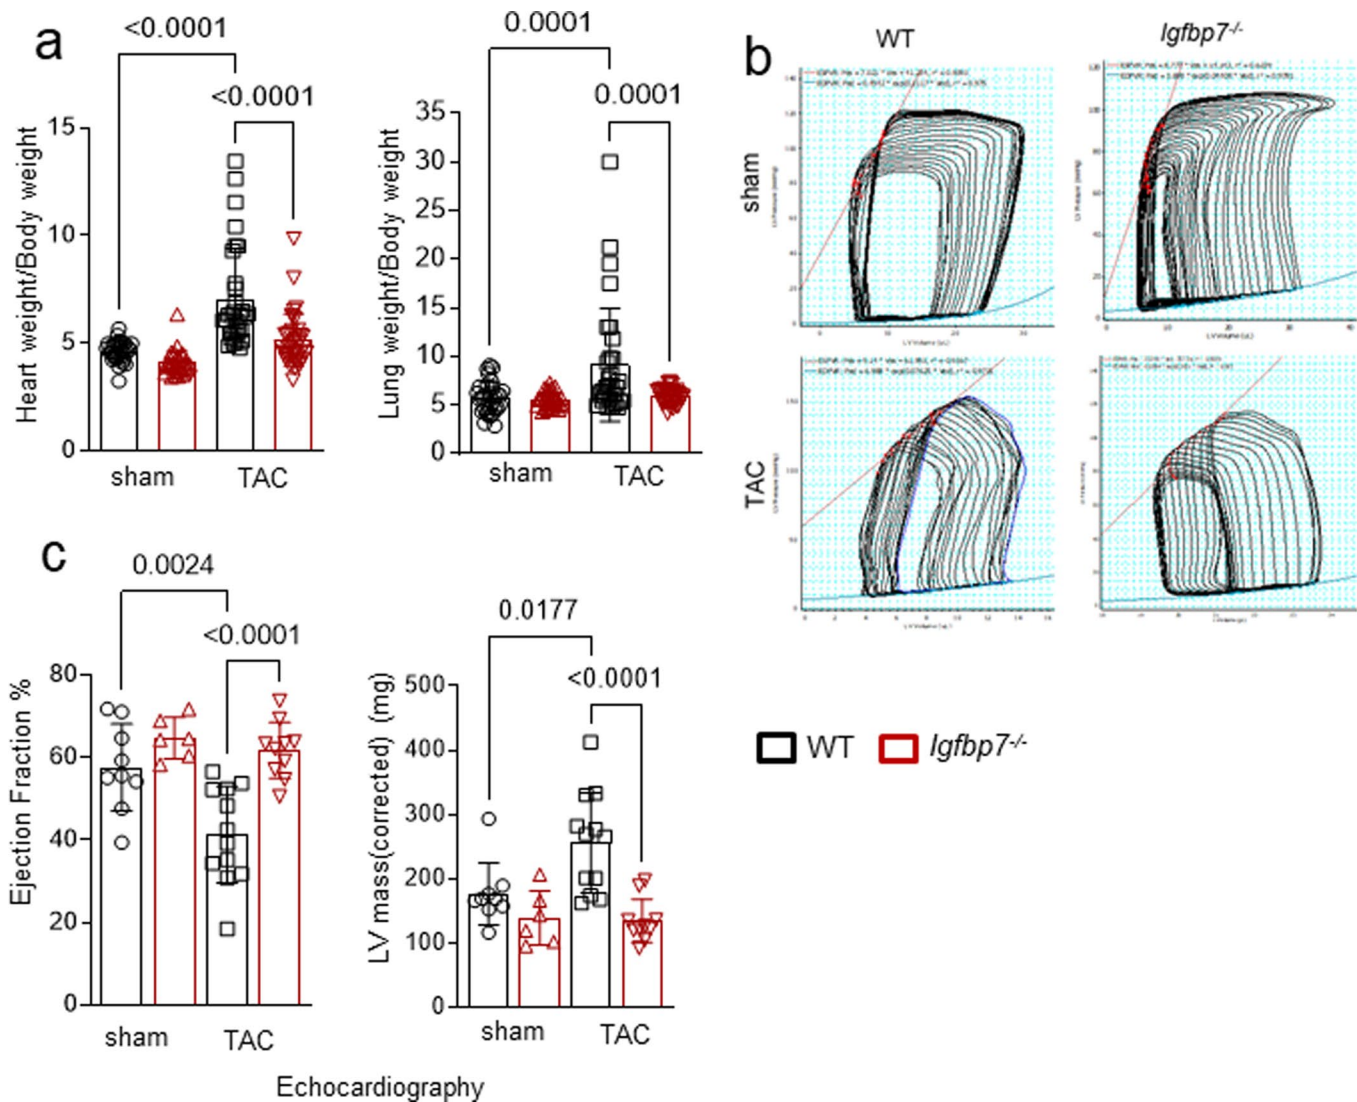 a
<0.0001
<0.0001
Heart weight/Body weight
15
10
5
0
sham
TAC
0.0001
0.0001
Lung weight/Body weight
35
30
25
20
15
10
5
0
sham
TAC
b
WT
Igfbp7-/-
sham
TAC
c
0.0024
<0.0001
Ejection Fraction %
80
60
40
20
0
sham
TAC
0.0177
<0.0001
LV mass(corrected) (mg)
500
400
300
200
100
0
sham
TAC
WT
Igfbp7-/-
Echocardiography